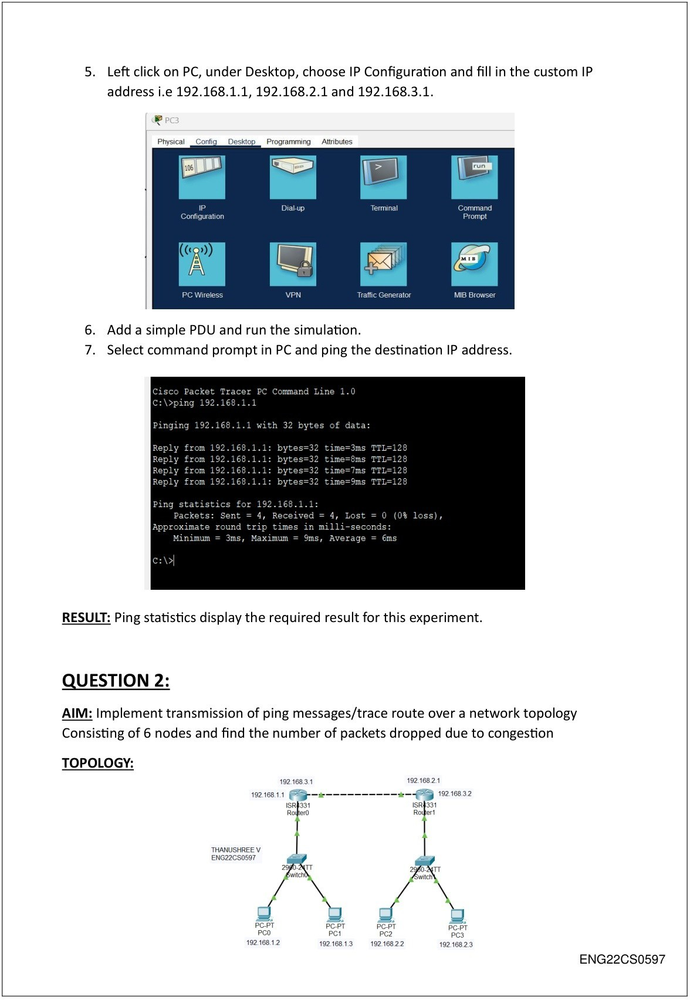 5. Left click on PC, under Desktop, choose IP Configuration and fill in the custom IP
address i.e 192.168.1.1, 192.168.2.1 and 192.168.3.1.
PC3
Physical Config Desktop Programming Attributes
106
run
IP
Configuration
Dial-up
Terminal
Command
Prompt
MIB
PC Wireless
VPN
Traffic Generator
MIB Browser
6. Add a simple PDU and run the simulation.
7. Select command prompt in PC and ping the destination IP address.
Cisco Packet Tracer PC Command Line 1.0
C:\>ping 192.168.1.1
Pinging 192.168.1.1 with 32 bytes of data:
Reply from 192.168.1.1: bytes=32 time=3ms TTL=128
Reply from 192.168.1.1: bytes=32 time=8ms TTL=128
Reply from 192.168.1.1: bytes=32 time=7ms TTL=128
Reply from 192.168.1.1: bytes=32 time=9ms TTL=128
Ping statistics for 192.168.1.1:
Packets: Sent = 4, Received = 4, Lost = 0 (0% loss),
Approximate round trip times in milli-seconds:
Minimum = 3ms, Maximum = 9ms, Average = 6ms
C:\>
RESULT: Ping statistics display the required result for this experiment.
QUESTION 2:
AIM: Implement transmission of ping messages/trace route over a network topology
Consisting of 6 nodes and find the number of packets dropped due to congestion
TOPOLOGY:
192.168.3.1
192.168.2.1
192.168.1.1
192.168.3.2
ISR4331
Router0
ISR4331
Router1
THANUSHREE V
ENG22CS0597
2960-24TT
Switch0
2960-24TT
Switch1
PC-PT
PC0
192.168.1.2
PC-PT
PC1
192.168.1.3
PC-PT
PC2
192.168.2.2
PC-PT
PC3
192.168.2.3
ENG22CS0597